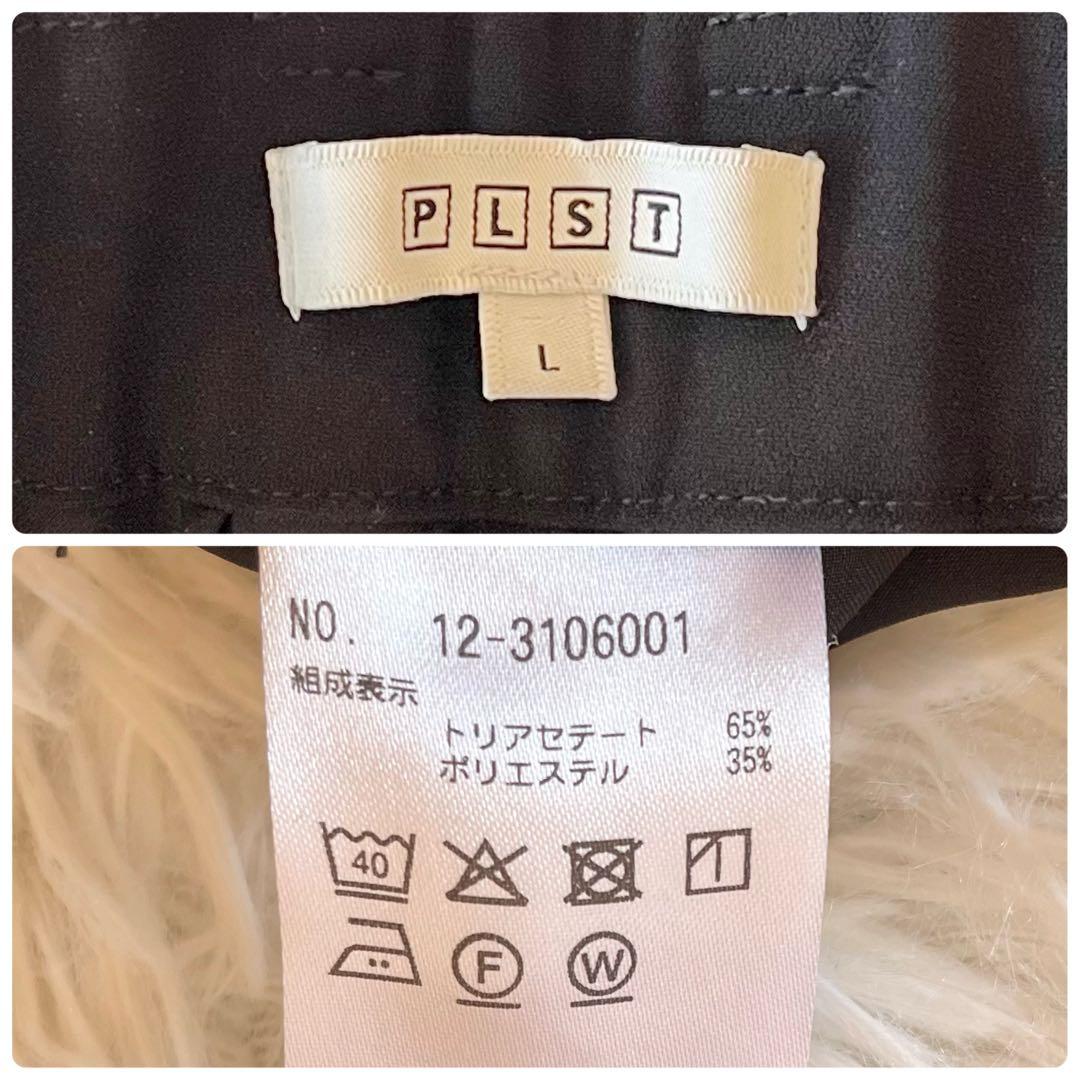 PLST
L
NO. 12-3106001
組成表示
トリアセテート 65%
ポリエステル 35%
40
F W